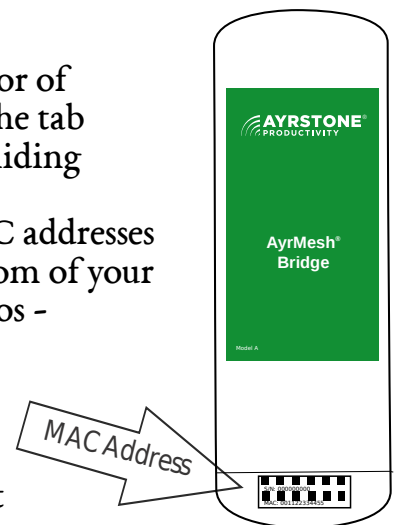 or of
he tab
iding
C addresses
om of your
os -
t
AYRSTONE®
PRODUCTIVITY
AyrMesh®
Bridge
Model A
MAC Address
S/N: 000000000
MAC: 001122334455